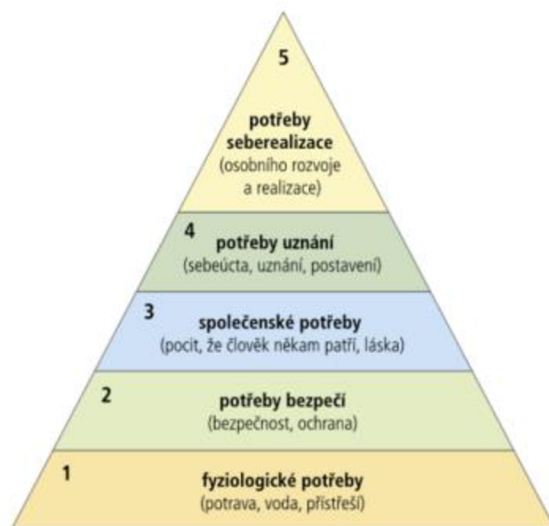 5
potřeby
seberealizace
(osobního rozvoje
a realizace)
4
potřeby uznání
(sebeúcta, uznání, postavení)
3
společenské potřeby
(pocit, že člověk někam patří, láska)
2
potřeby bezpečí
(bezpečnost, ochrana)
1
fyziologické potřeby
(potrava, voda, přístřeší)